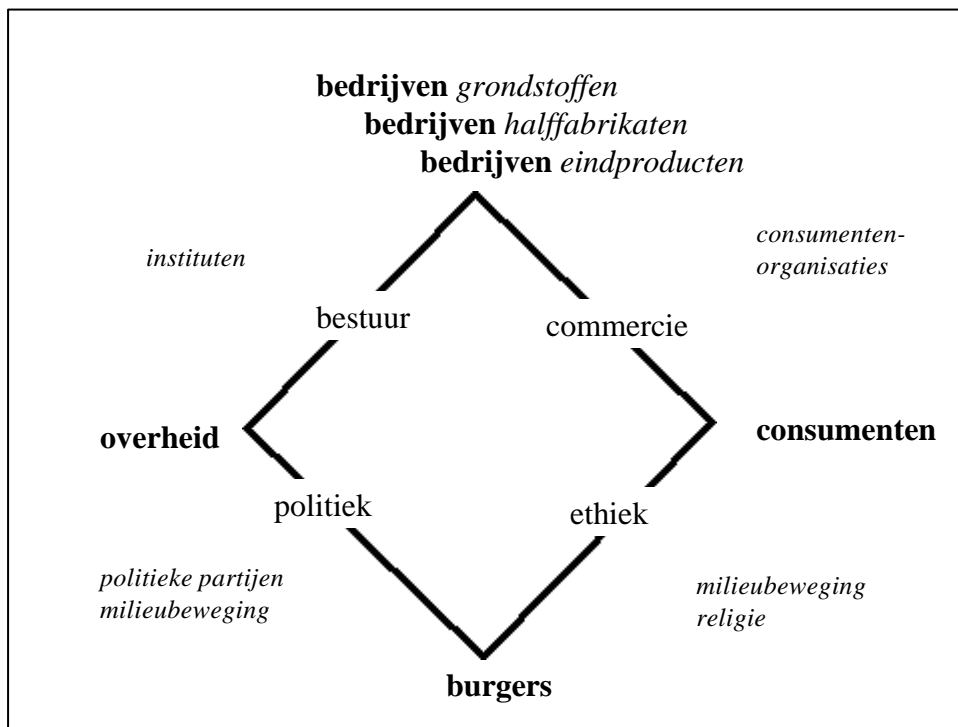 bedrijven grondstoffen
bedrijven halffabrikaten
bedrijven eindproducten
instituten
consumenten-
organisaties
bestuur
commercie
overheid
consumenten
politiek
ethiek
politieke partijen
milieubeweging
milieubeweging
religie
burgers